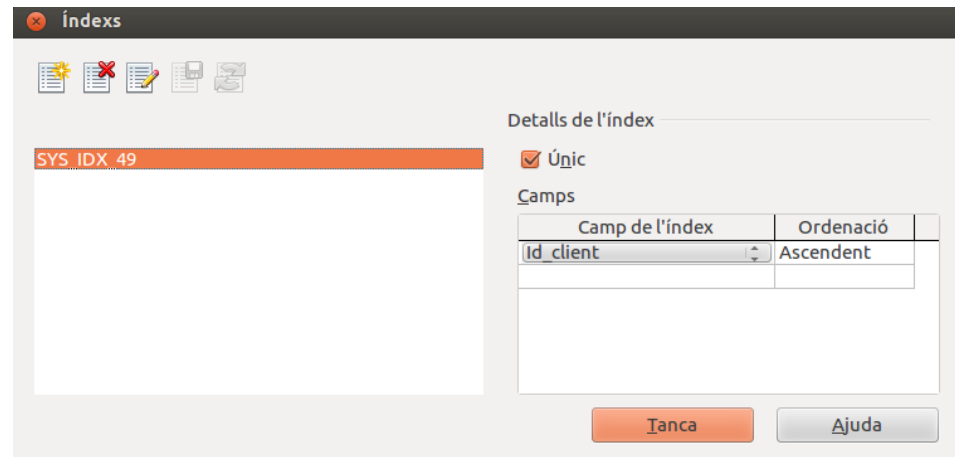 Índexs
Detalls de l'índex
SYS_IDX_49
Únic
Camps
Camp de l'índex Ordenació
Id_client Ascendent
Tanca Ajuda